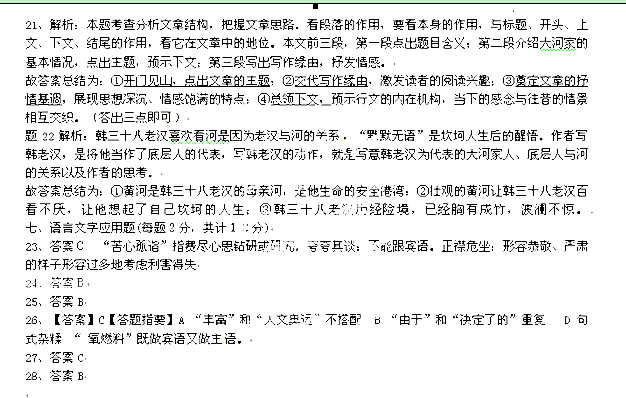 21、解析：本题考查分析文章结构，把握文章思路。看段落的作用，要看本身的作用，与标题、开头、上
文、下文、结尾的作用，看它在文章中的地位。本文前三段，第一段点出题目含义；第二段介绍大河家的
基本情况，点出主题，预示下文；第三段写出写作缘由，抒发情感。
故答案总结为：①开门见山，点出文章的主题；②交代写作缘由，激发读者的阅读兴趣；③奠定文章的抒
情基调，展现思想深沉、情感饱满的特点；④总领下文，预示行文的内在机构，当下的感念与往昔的情景
相互交织。（答出三点即可）
题 22 解析：韩三十八老汉喜欢看河是因为老汉与河的关系，“默默无语”是坎坷人生后的醒悟。作者写
韩老汉，是将他当作了底层人的代表，写韩老汉的动作，就是写意韩老汉为代表的大河家人、底层人与河
的关系以及作者的思考。
故答案总结为：①黄河是韩三十八老汉的母亲河，是他生命的安全港湾；②壮观的黄河让韩三十八老汉百
看不厌，让他想起了自己坎坷的人生；③韩三十八老汉历经险境，已经胸有成竹，波澜不惊。
七、语言文字应用题(每题2分，共计12分)
23、答案 C “苦心孤诣”指费尽心思钻研或研究，夸夸其谈：不能跟宾语。正襟危坐：形容恭敬、严肃
的样子形容过多地考虑利害得失
24、答案 B
25、答案 B
26、【答案】C【答题指要】A “丰富”和“人文奥运”不搭配 B “由于”和“决定了的”重复 D 句
式杂糅 “氢燃料”既做宾语又做主语。
27、答案 C
28、答案 B